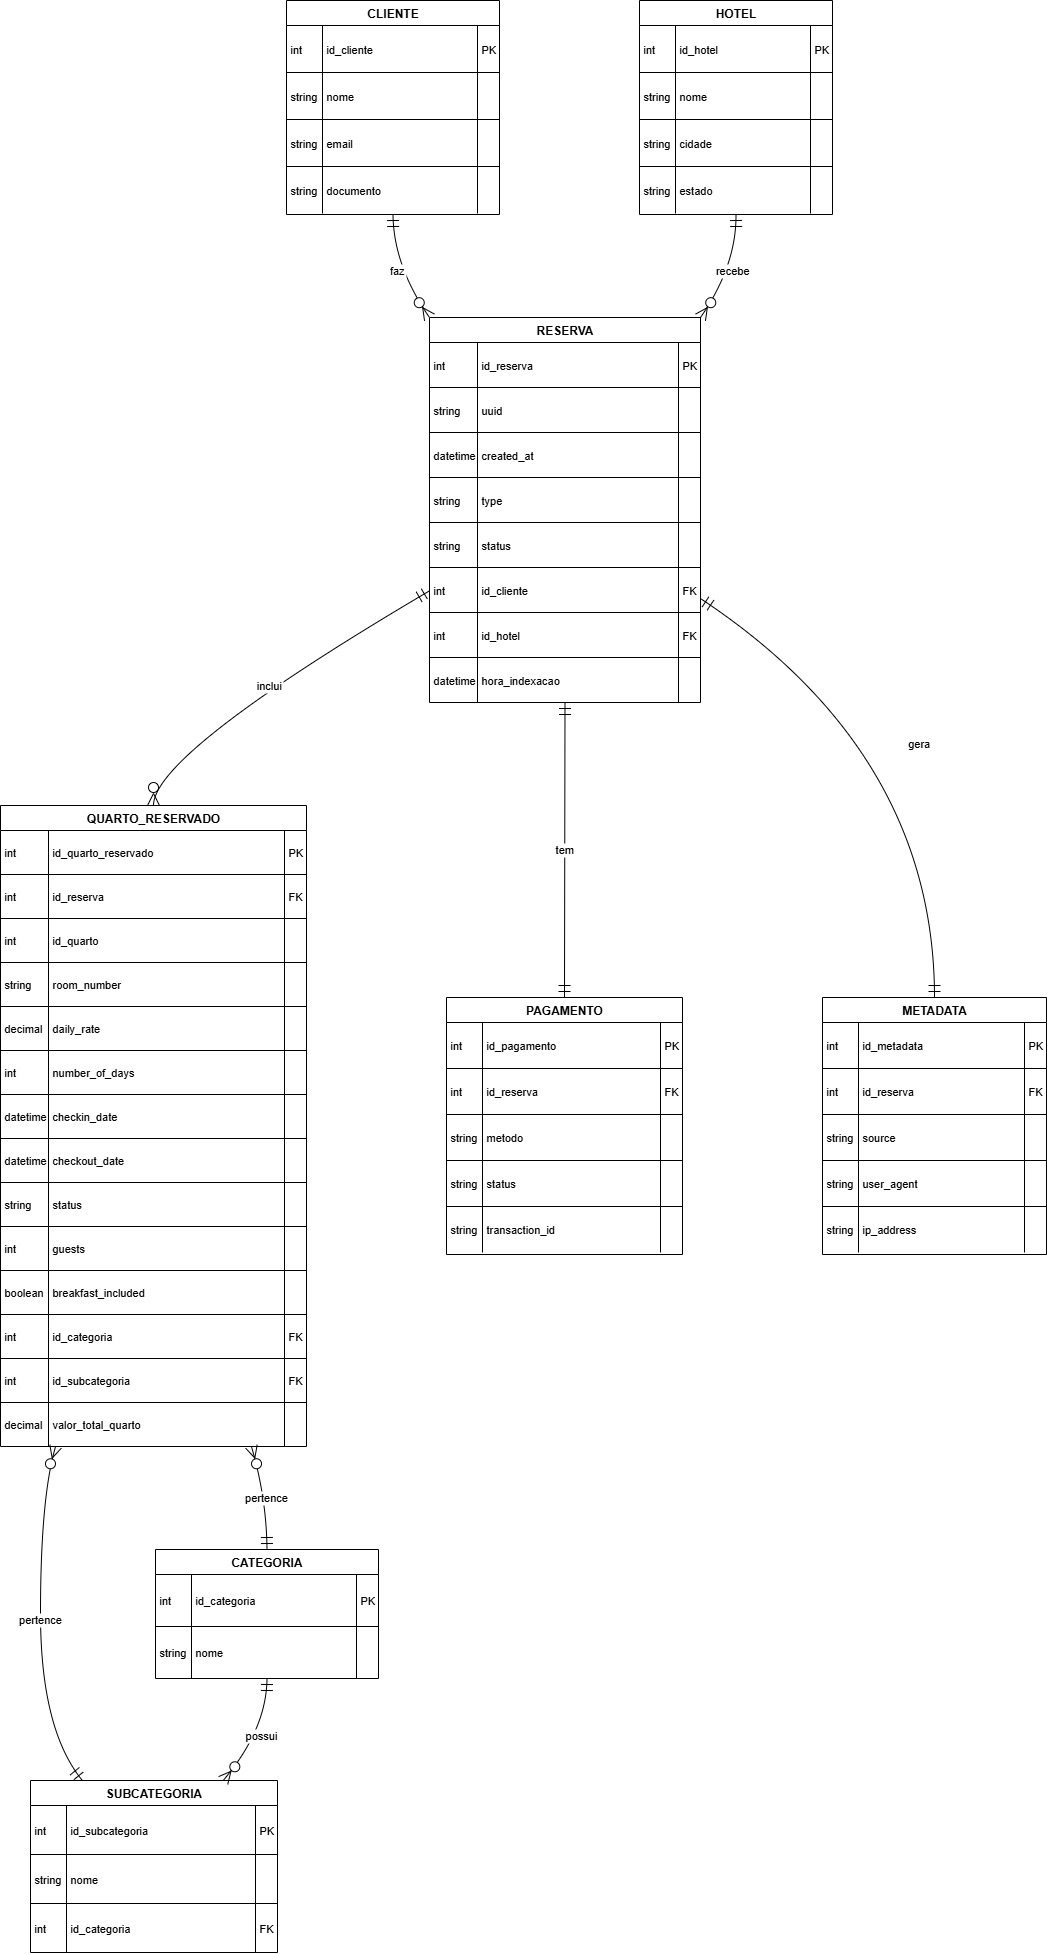 CLIENTE
int id_cliente PK
string nome
string email
string documento
HOTEL
int id_hotel PK
string nome
string cidade
string estado
faz
recebe
RESERVA
int id_reserva PK
string uuid
datetime created_at
string type
string status
int id_cliente FK
int id_hotel FK
datetime hora_indexacao
inclui
gera
tem
QUARTO_RESERVADO
int id_quarto_reservado PK
int id_reserva FK
int id_quarto
string room_number
decimal daily_rate
int number_of_days
datetime checkin_date
datetime checkout_date
string status
int guests
boolean breakfast_included
int id_categoria FK
int id_subcategoria FK
decimal valor_total_quarto
PAGAMENTO
int id_pagamento PK
int id_reserva FK
string metodo
string status
string transaction_id
METADATA
int id_metadata PK
int id_reserva FK
string source
string user_agent
string ip_address
pertence
CATEGORIA
int id_categoria PK
string nome
pertence
possui
SUBCATEGORIA
int id_subcategoria PK
string nome
int id_categoria FK